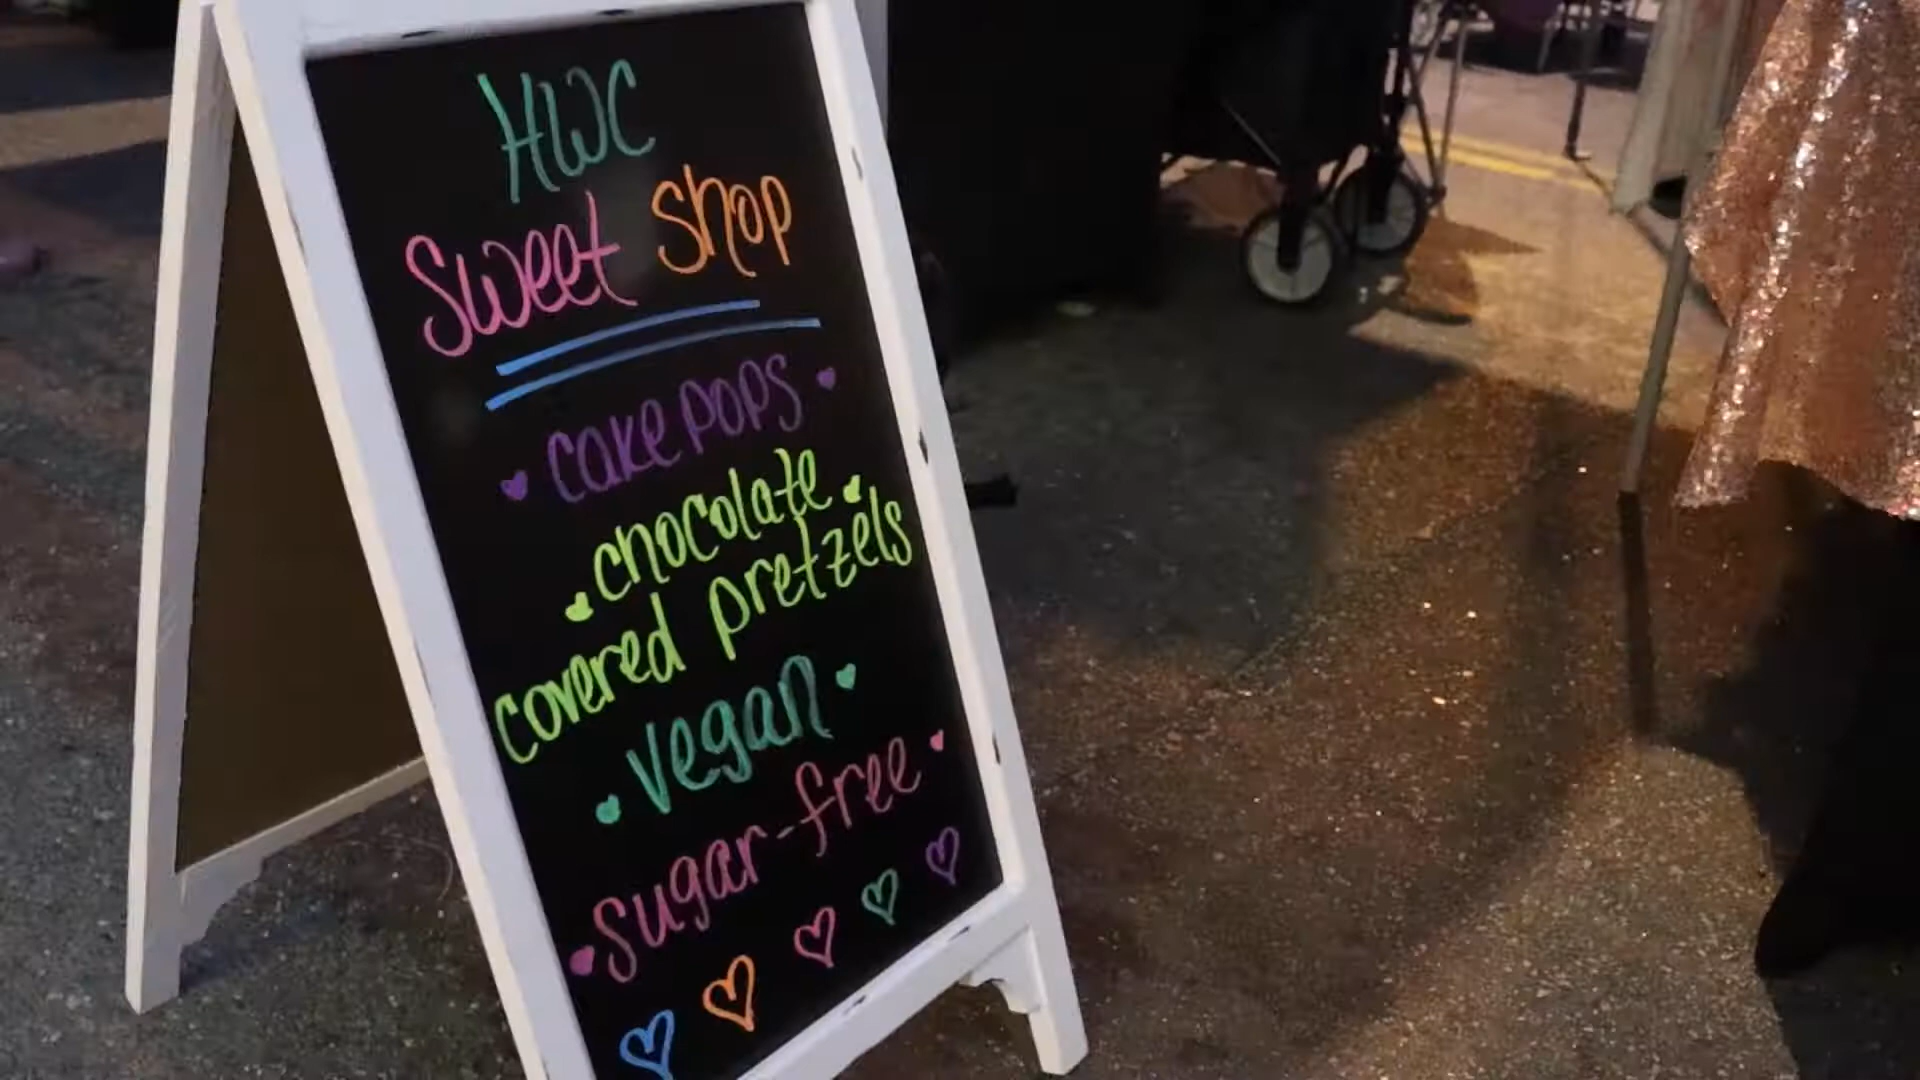 HWC
Sweet Shop
cake pops
chocolate
covered pretzels
vegan
sugar-free